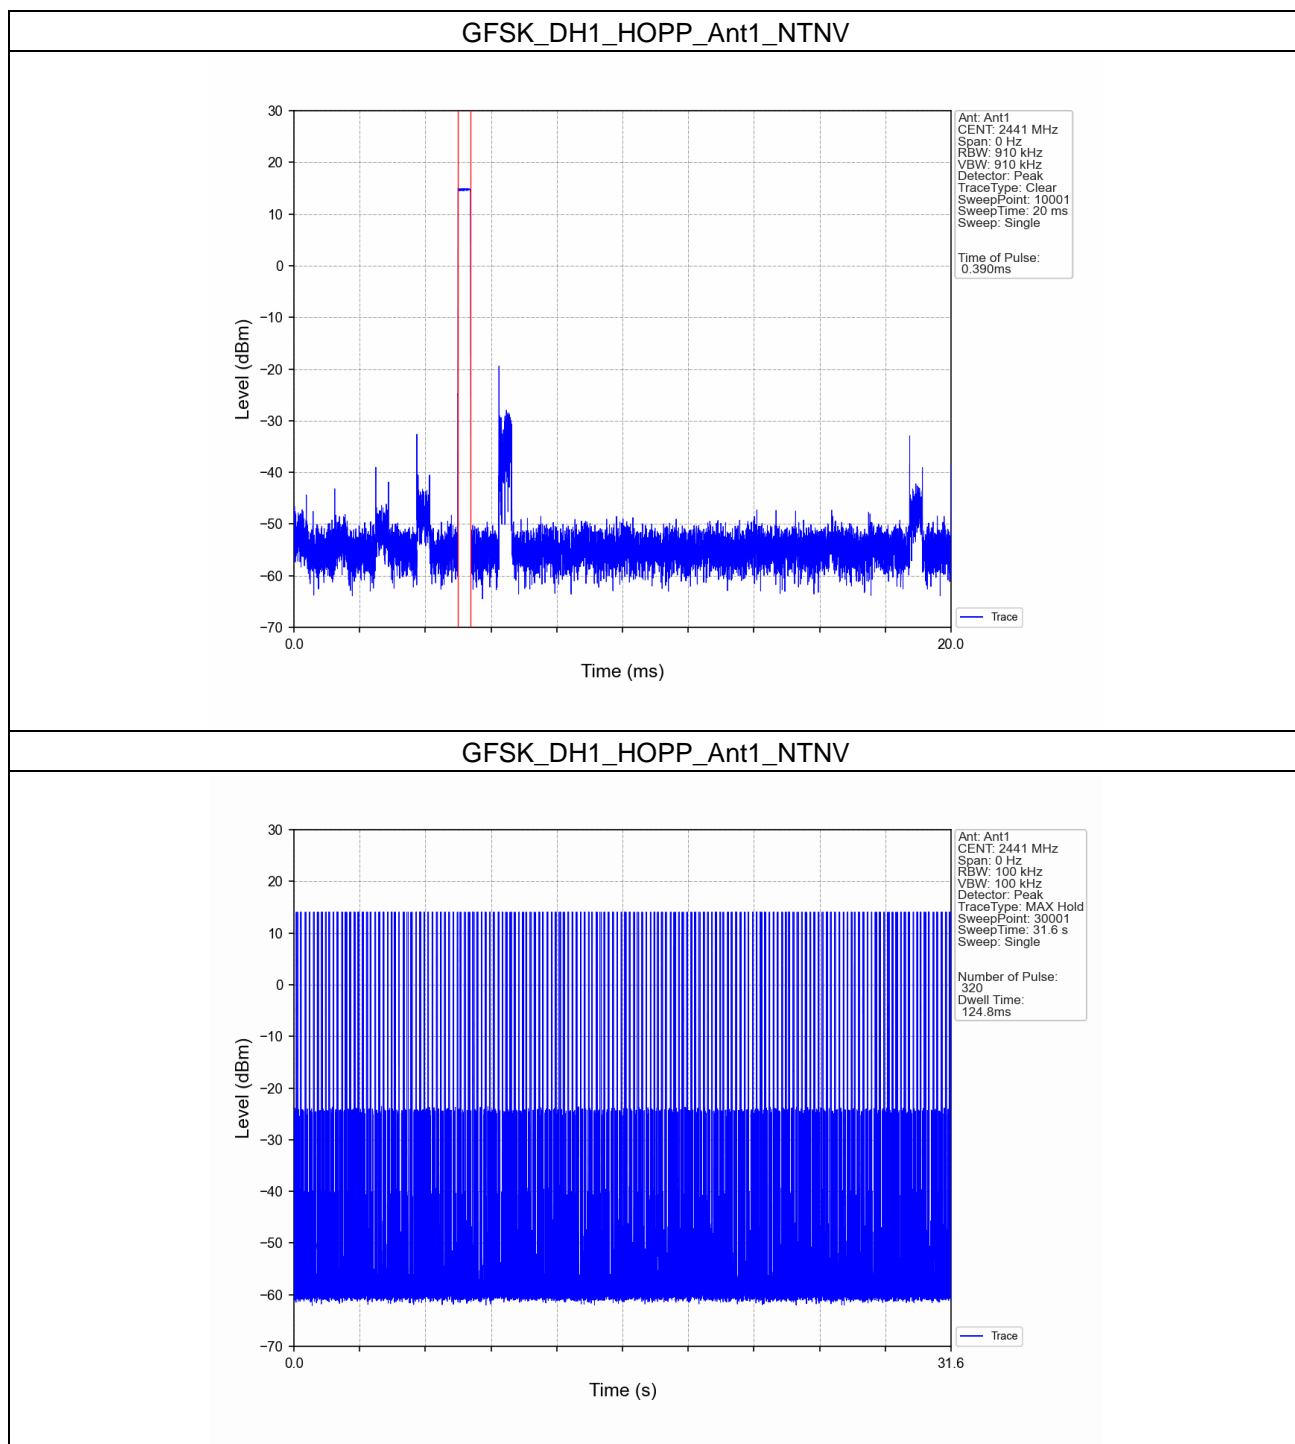 GFSK_DH1_HOPP_Ant1_NTNV
30
20
10
0
−10
−20
−30
−40
−50
−60
−70
Level (dBm)
0.0
20.0
Time (ms)
Ant: Ant1
CENT: 2441 MHz
Span: 0 Hz
RBW: 910 kHz
VBW: 910 kHz
Detector: Peak
TraceType: Clear
SweepPoint: 10001
SweepTime: 20 ms
Sweep: Single
Time of Pulse:
0.390ms
Trace
GFSK_DH1_HOPP_Ant1_NTNV
30
20
10
0
−10
−20
−30
−40
−50
−60
−70
Level (dBm)
0.0
31.6
Time (s)
Ant: Ant1
CENT: 2441 MHz
Span: 0 Hz
RBW: 100 kHz
VBW: 100 kHz
Detector: Peak
TraceType: MAX Hold
SweepPoint: 30001
SweepTime: 31.6 s
Sweep: Single
Number of Pulse:
320
Dwell Time:
124.8ms
Trace